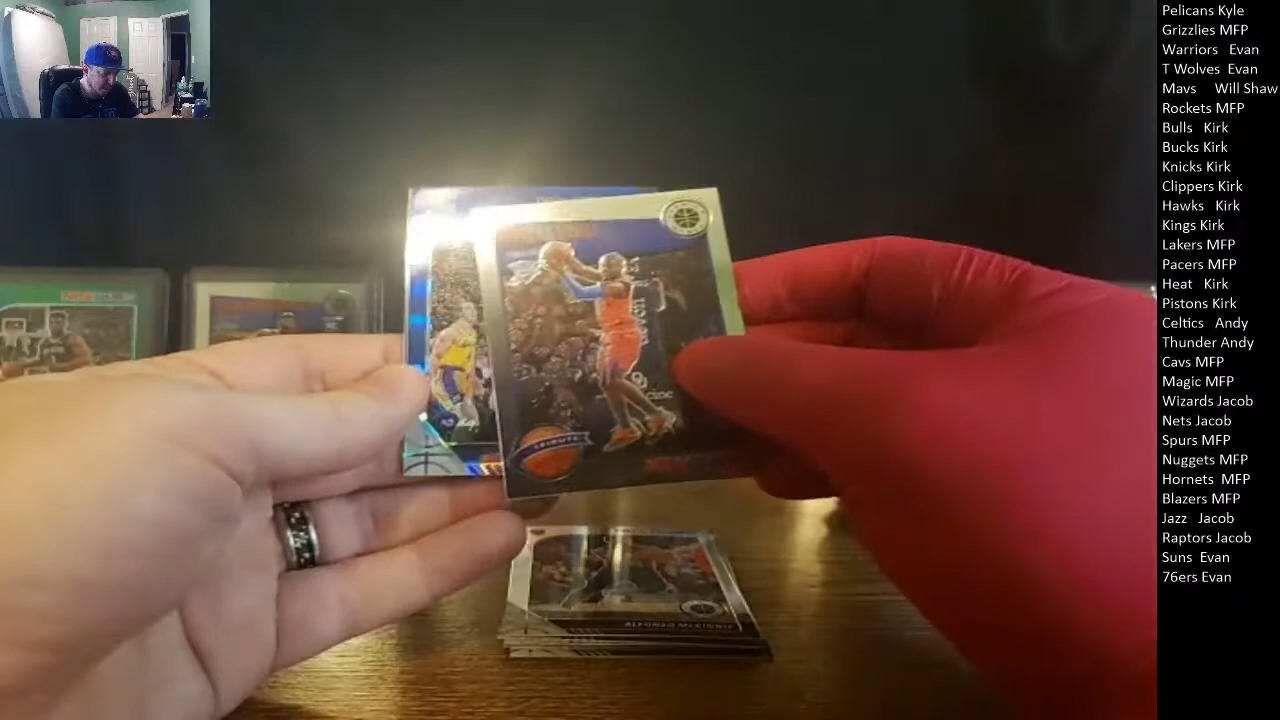 Pelicans Kyle
Grizzlies MFP
Warriors Evan
T Wolves Evan
Mavs Will Shaw
Rockets MFP
Bulls Kirk
Bucks Kirk
Knicks Kirk
Clippers Kirk
Hawks Kirk
Kings Kirk
Lakers MFP
Pacers MFP
Heat Kirk
Pistons Kirk
Celtics Andy
Thunder Andy
Cavs MFP
Magic MFP
Wizards Jacob
Nets Jacob
Spurs MFP
Nuggets MFP
Hornets MFP
Blazers MFP
Jazz Jacob
Raptors Jacob
Suns Evan
76ers Evan
TRIBUTE
ALFONZO MCKINNIE